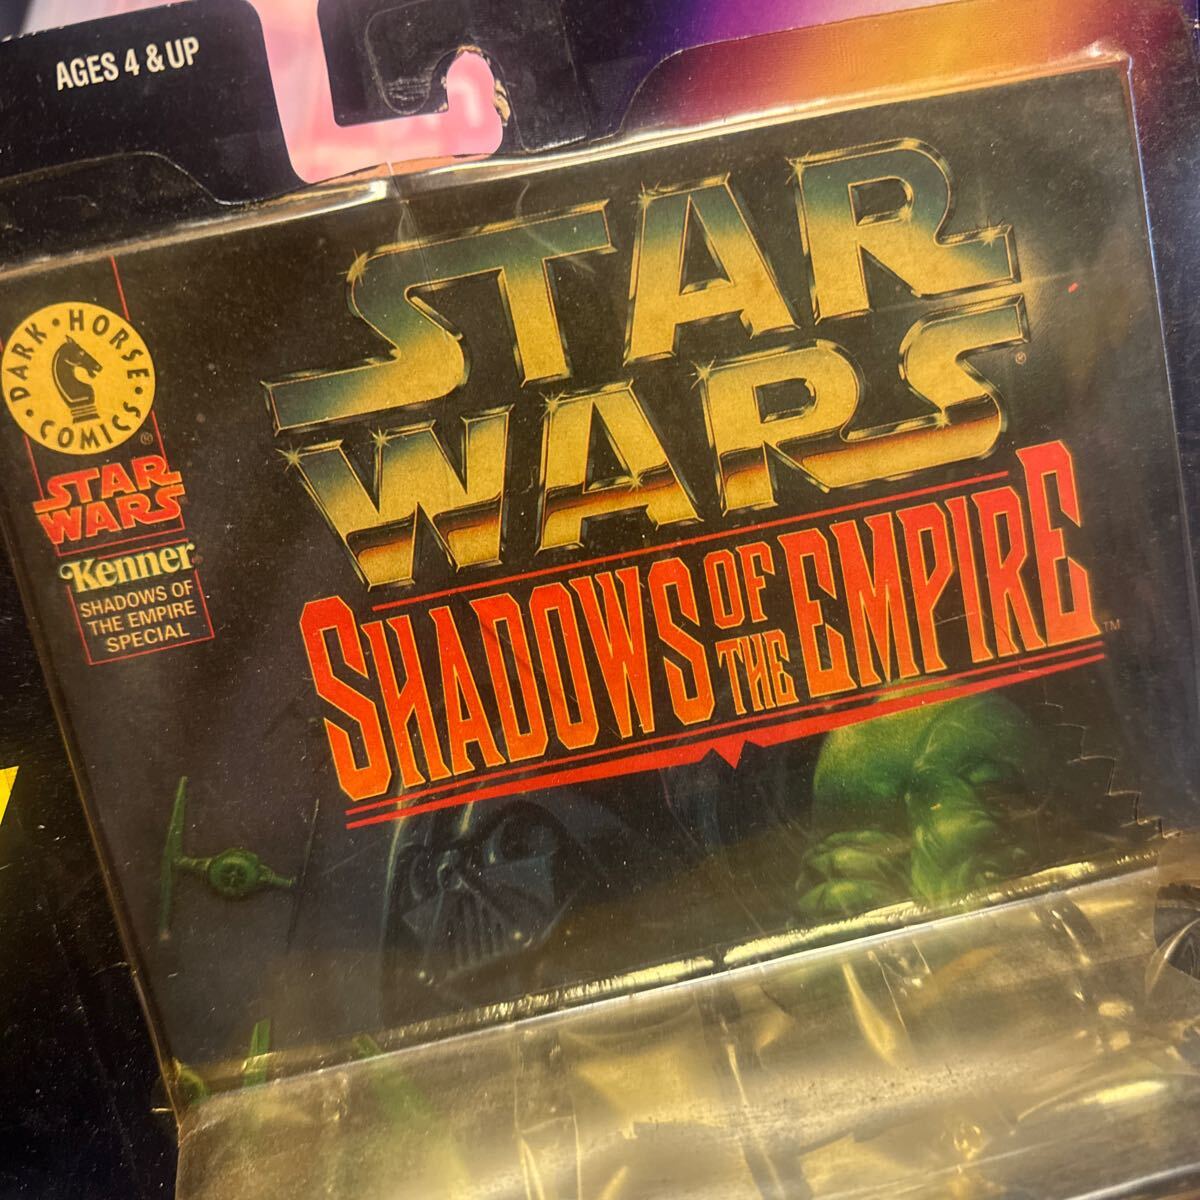 AGES 4 & UP
STAR
WARS®
SHADOWS OF THE EMPIRE™
DARK • HORSE • COMICS •®
STAR
WARS
Kenner
SHADOWS OF
THE EMPIRE
SPECIAL